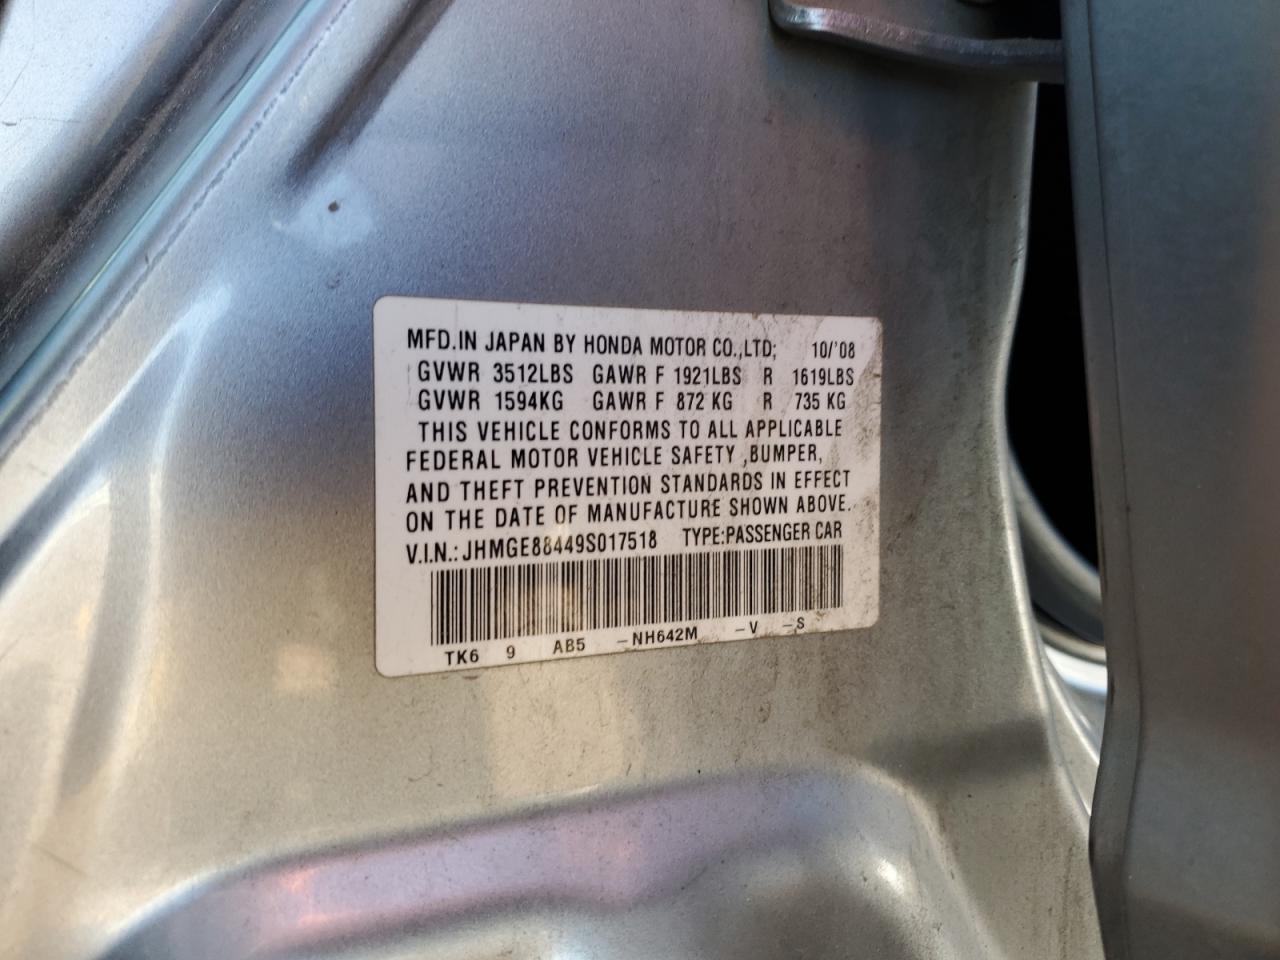 MFD.IN JAPAN BY HONDA MOTOR CO.,LTD; 10/'08
GVWR 3512LBS GAWR F 1921LBS R 1619LBS
GVWR 1594KG GAWR F 872 KG R 735 KG
THIS VEHICLE CONFORMS TO ALL APPLICABLE
FEDERAL MOTOR VEHICLE SAFETY ,BUMPER,
AND THEFT PREVENTION STANDARDS IN EFFECT
ON THE DATE OF MANUFACTURE SHOWN ABOVE.
V.I.N.: JHMGE88449S017518 TYPE:PASSENGER CAR
TK6 9 AB5 -NH642M -V -S